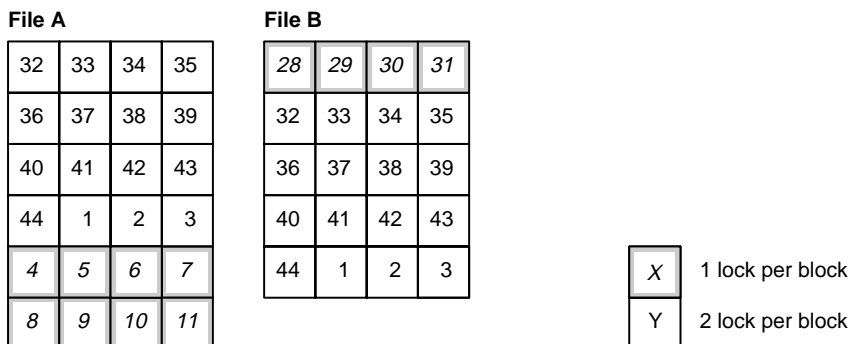 File A File B
32 33 34 35 28 29 30 31
36 37 38 39 32 33 34 35
40 41 42 43 36 37 38 39
44 1 2 3 40 41 42 43
4 5 6 7 44 1 2 3
X 1 lock per block
8 9 10 11
Y 2 lock per block